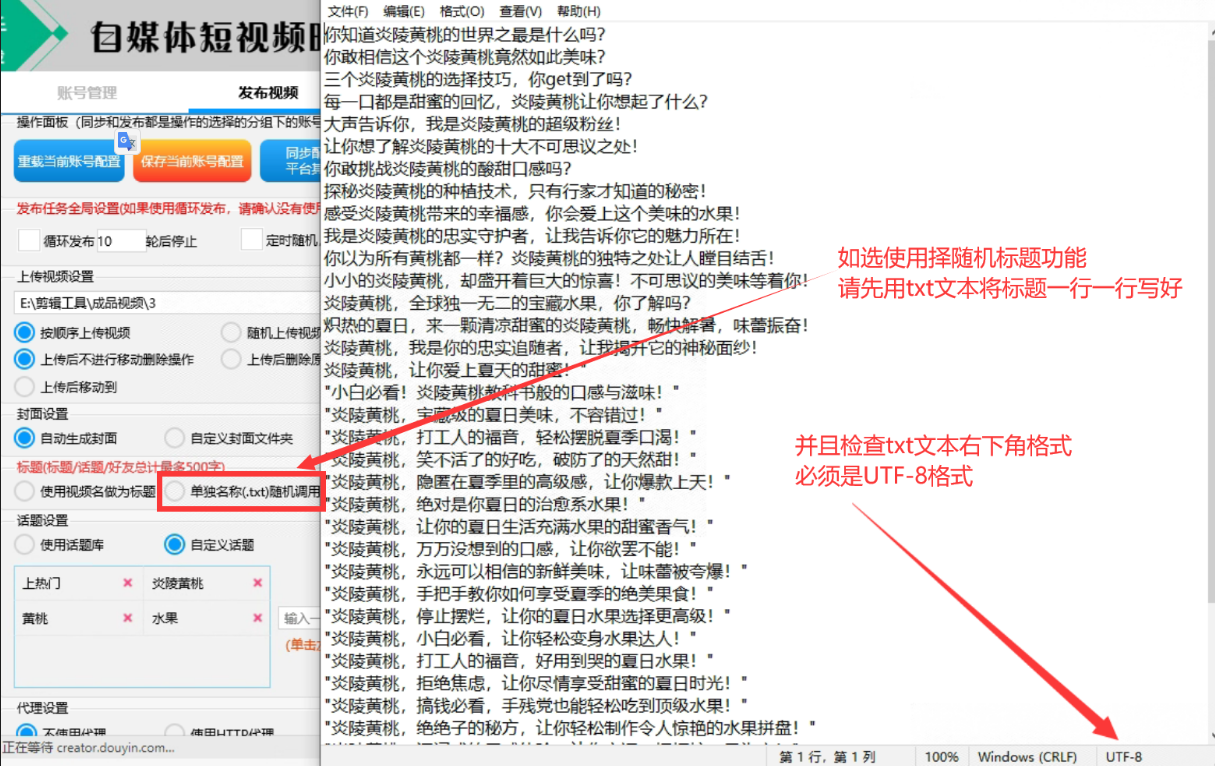 自媒体短视频
账号管理
发布视频
操作面板（同步和发布都是操作的选择的分组下的账号
重载当前账号配置
保存当前账号配置
同步配
平台其
发布任务全局设置(如果使用循环发布，请确认没有使用
循环发布 10 轮后停止
定时随机
上传视频设置
E:\剪辑工具\成品视频\3
按顺序上传视频
随机上传视频
上传后不进行移动删除操作
上传后删除原
上传后移动到
封面设置
自动生成封面
自定义封面文件夹
标题(标题/话题/好友总计最多500字)
使用视频名做为标题
单独名称(.txt)随机调用
话题设置
使用话题库
自定义话题
上热门 ×
炎陵黄桃 ×
黄桃 ×
水果 ×
输入一
(单击
代理设置
不使用代理
使用HTTP代理
正在等待 creator.douyin.com...
文件(F) 编辑(E) 格式(O) 查看(V) 帮助(H)
你知道炎陵黄桃的世界之最是什么吗？
你敢相信这个炎陵黄桃竟然如此美味？
三个炎陵黄桃的选择技巧，你get到了吗？
每一口都是甜蜜的回忆，炎陵黄桃让你想起了什么？
大声告诉你，我是炎陵黄桃的超级粉丝！
让你想了解炎陵黄桃的十大不可思议之处！
你敢挑战炎陵黄桃的酸甜口感吗？
探秘炎陵黄桃的种植技术，只有行家才知道的秘密！
感受炎陵黄桃带来的幸福感，你会爱上这个美味的水果！
我是炎陵黄桃的忠实守护者，让我告诉你它的魅力所在！
你以为所有黄桃都一样？炎陵黄桃的独特之处让人瞠目结舌！
小小的炎陵黄桃，却盛开着巨大的惊喜！不可思议的美味等着你！
炎陵黄桃，全球独一无二的宝藏水果，你了解吗？
炽热的夏日，来一颗清凉甜蜜的炎陵黄桃，畅快解暑，味蕾振奋！
炎陵黄桃，我是你的忠实追随者，让我揭开它的神秘面纱！
炎陵黄桃，让你爱上夏天的甜蜜！"
"小白必看！炎陵黄桃教科书般的口感与滋味！"
"炎陵黄桃，宝藏级的夏日美味，不容错过！"
"炎陵黄桃，打工人的福音，轻松摆脱夏季口渴！"
"炎陵黄桃，笑不活了的好吃，破防了的天然甜！"
"炎陵黄桃，隐匿在夏季里的高级感，让你爆款上天！"
"炎陵黄桃，绝对是你夏日的治愈系水果！"
"炎陵黄桃，让你的夏日生活充满水果的甜蜜香气！"
"炎陵黄桃，万万没想到的口感，让你欲罢不能！"
"炎陵黄桃，永远可以相信的新鲜美味，让味蕾被夸爆！"
"炎陵黄桃，手把手教你如何享受夏季的绝美果食！"
"炎陵黄桃，停止摆烂，让你的夏日水果选择更高级！"
"炎陵黄桃，小白必看，让你轻松变身水果达人！"
"炎陵黄桃，打工人的福音，好用到哭的夏日水果！"
"炎陵黄桃，拒绝焦虑，让你尽情享受甜蜜的夏日时光！"
"炎陵黄桃，搞钱必看，手残党也能轻松吃到顶级水果！"
"炎陵黄桃，绝绝子的秘方，让你轻松制作令人惊艳的水果拼盘！"
第 1 行，第 1 列 100% Windows (CRLF) UTF-8
如选使用择随机标题功能
请先用txt文本将标题一行一行写好
并且检查txt文本右下角格式
必须是UTF-8格式